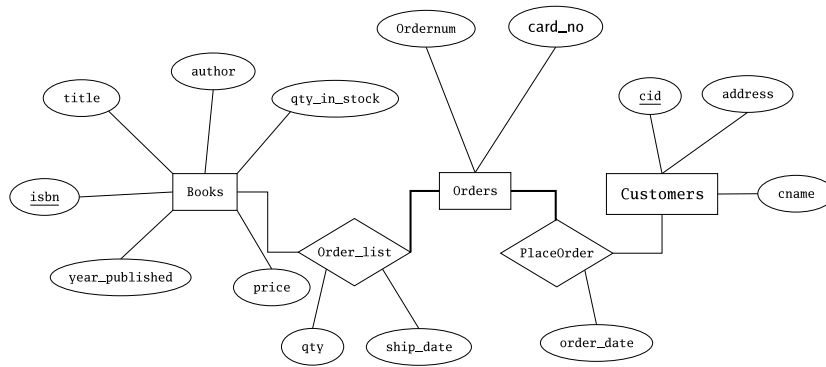 Ordernum
card_no
author
title
qty_in_stock
cid
address
isbn
Books
Orders
Customers
cname
Order_list
PlaceOrder
year_published
price
qty
ship_date
order_date